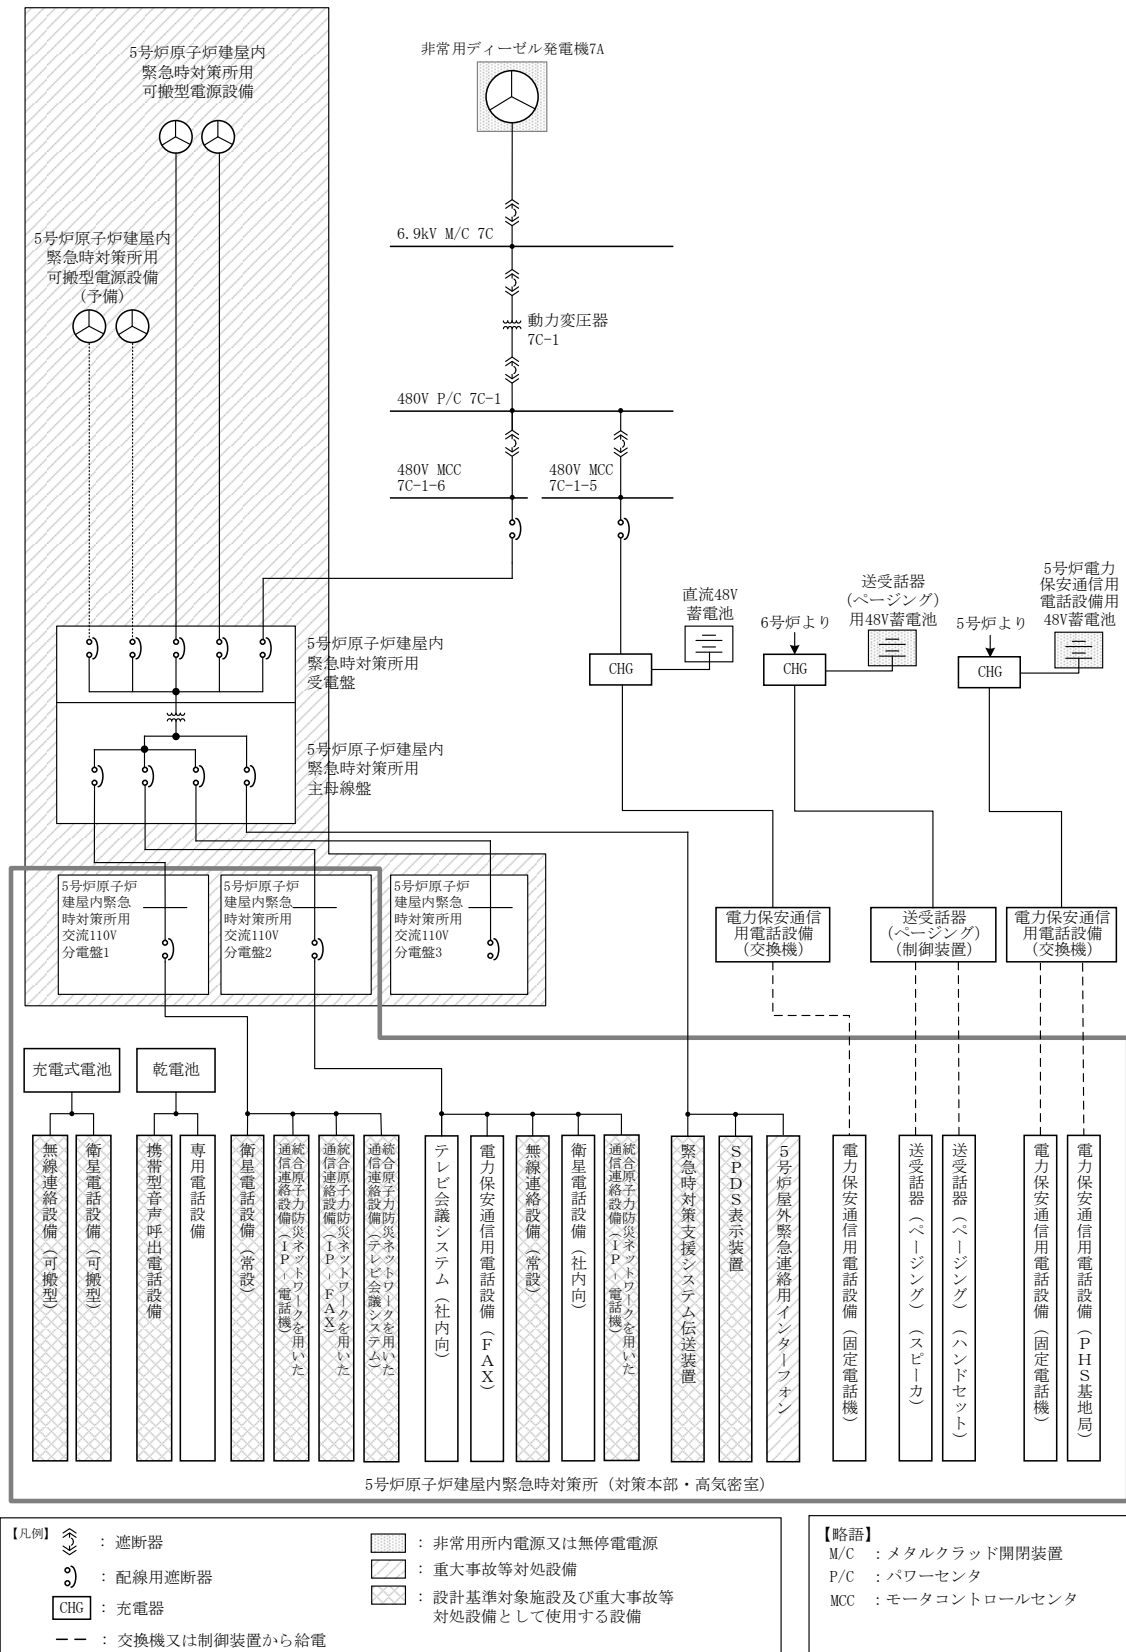 5号炉原子炉建屋内
緊急時対策所用
可搬型電源設備
非常用ディーゼル発電機7A
6.9kV M/C 7C
5号炉原子炉建屋内
緊急時対策所用
可搬型電源設備
(予備)
動力変圧器
7C-1
480V P/C 7C-1
480V MCC
7C-1-6
480V MCC
7C-1-5
直流48V
蓄電池
送受話器
(ページング)
用48V蓄電池
5号炉電力
保安通信用
電話設備用
48V蓄電池
6号炉より
5号炉より
CHG
CHG
CHG
5号炉原子炉建屋内
緊急時対策所用
受電盤
5号炉原子炉建屋内
緊急時対策所用
主母線盤
5号炉原子炉
建屋内緊急
時対策所用
交流110V
分電盤1
5号炉原子炉
建屋内緊急
時対策所用
交流110V
分電盤2
5号炉原子炉
建屋内緊急
時対策所用
交流110V
分電盤3
電力保安通信
用電話設備
(交換機)
送受話器
(ページング)
(制御装置)
電力保安通信
用電話設備
(交換機)
充電式電池
乾電池
無線連絡設備(可搬型)
衛星電話設備(可搬型)
携帯型音声呼出電話設備
専用電話設備
衛星電話設備(常設)
統合原子力防災ネットワークを用いた
通信連絡設備(IP-電話機)
統合原子力防災ネットワークを用いた
通信連絡設備(IP-FAX)
統合原子力防災ネットワークを用いた
通信連絡設備(テレビ会議システム)
テレビ会議システム(社内向)
電力保安通信用電話設備(FAX)
無線連絡設備(常設)
衛星電話設備(社内向)
統合原子力防災ネットワークを用いた
通信連絡設備(IP-電話機)
緊急時対策支援システム伝送装置
SPDS表示装置
5号炉屋外緊急連絡用インターフォン
電力保安通信用電話設備(固定電話機)
送受話器(ページング)(スピーカ)
送受話器(ページング)(ハンドセット)
電力保安通信用電話設備(固定電話機)
電力保安通信用電話設備(PHS基地局)
5号炉原子炉建屋内緊急時対策所(対策本部・高気密室)
【凡例】
：遮断器
：配線用遮断器
CHG：充電器
：交換機又は制御装置から給電
：非常用所内電源又は無停電電源
：重大事故等対処設備
：設計基準対象施設及び重大事故等
対処設備として使用する設備
【略語】
M/C ：メタルクラッド開閉装置
P/C ：パワーセンタ
MCC ：モータコントロールセンタ